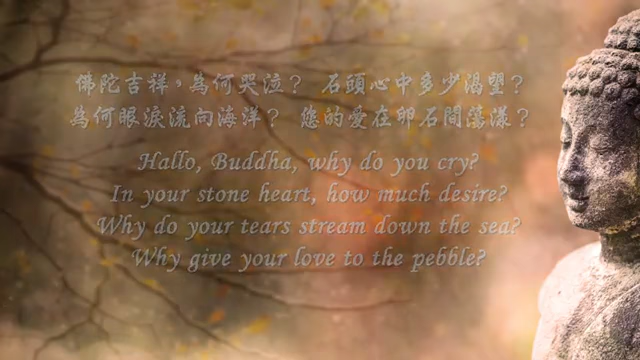 佛陀吉祥，為何哭泣？ 石頭心中多少渴望？
為何眼淚流向海洋？ 您的愛在卵石間蕩漾？
Hallo, Buddha, why do you cry?
In your stone heart, how much desire?
Why do your tears stream down the sea?
Why give your love to the pebble?